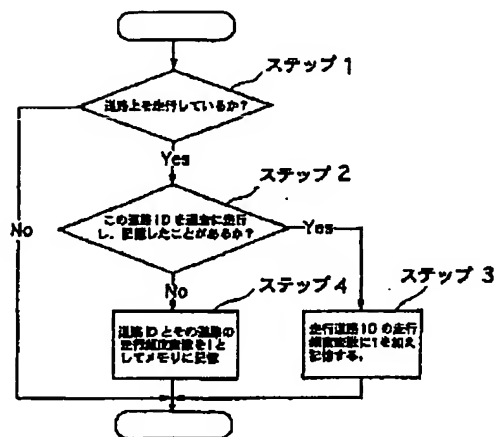 ステップ 1
道路上を走行しているか?
Yes
ステップ 2
No
この道路IDを過去に走行
し、記憶したことがあるか?
Yes
No
ステップ4
ステップ 3
道路IDとその道路の
走行頻度変数を1と
してメモリに記憶
走行道路IDの走行
頻度変数に1を加え
記憶する。